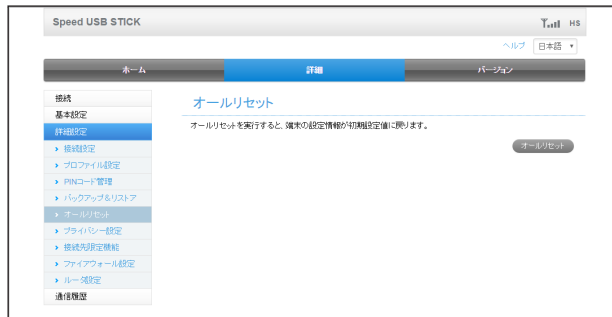 Speed USB STICK
HS
ヘルプ 日本語
ホーム 詳細 バージョン
接続
基本設定
詳細設定
接続設定
プロファイル設定
PINコード管理
バックアップ&リストア
オールリセット
プライバシー設定
接続先限定機能
ファイアウォール設定
ルータ設定
通信履歴
オールリセット
オールリセットを実行すると、端末の設定情報が初期設定値に戻ります。
オールリセット